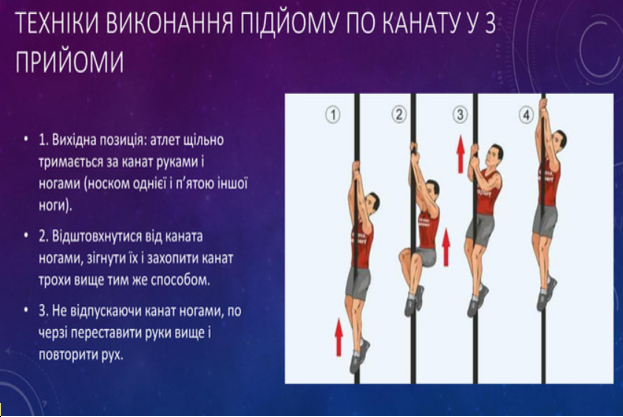 ТЕХНІКИ ВИКОНАННЯ ПІДЙОМУ ПО КАНАТУ У 3
ПРИЙОМИ
• 1. Вихідна позиція: атлет щільно
тримається за канат руками і
ногами (носком однієї і п’ятою іншої
ноги).
• 2. Відштовхнутися від каната
ногами, зігнути їх і захопити канат
трохи вище тим же способом.
• 3. Не відпускаючи канат ногами, по
черзі переставити руки вище і
повторити рух.
1 2 3 4